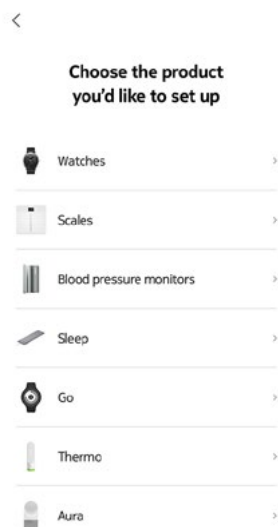 Choose the product
you'd like to set up
Watches
Scales
Blood pressure monitors
Sleep
Go
Thermo
Aura